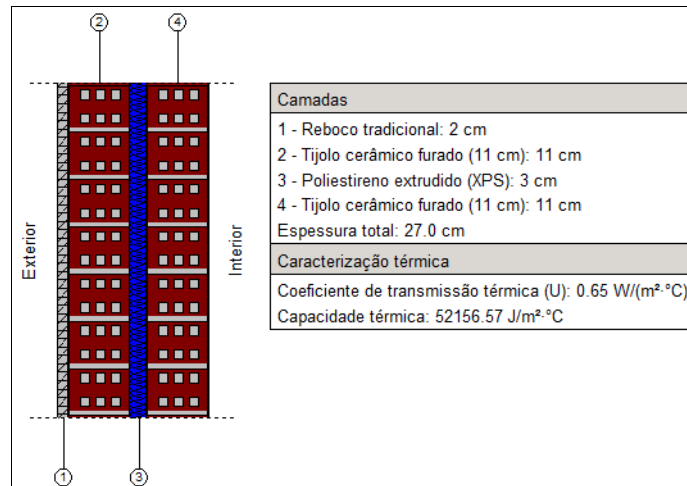 2
4
Exterior
Interior
1
3
Camadas
1 - Reboco tradicional: 2 cm
2 - Tijolo cerâmico furado (11 cm): 11 cm
3 - Poliestireno extrudido (XPS): 3 cm
4 - Tijolo cerâmico furado (11 cm): 11 cm
Espessura total: 27.0 cm
Caracterização térmica
Coeficiente de transmissão térmica (U): 0.65 W/(m²·°C)
Capacidade térmica: 52156.57 J/m²·°C